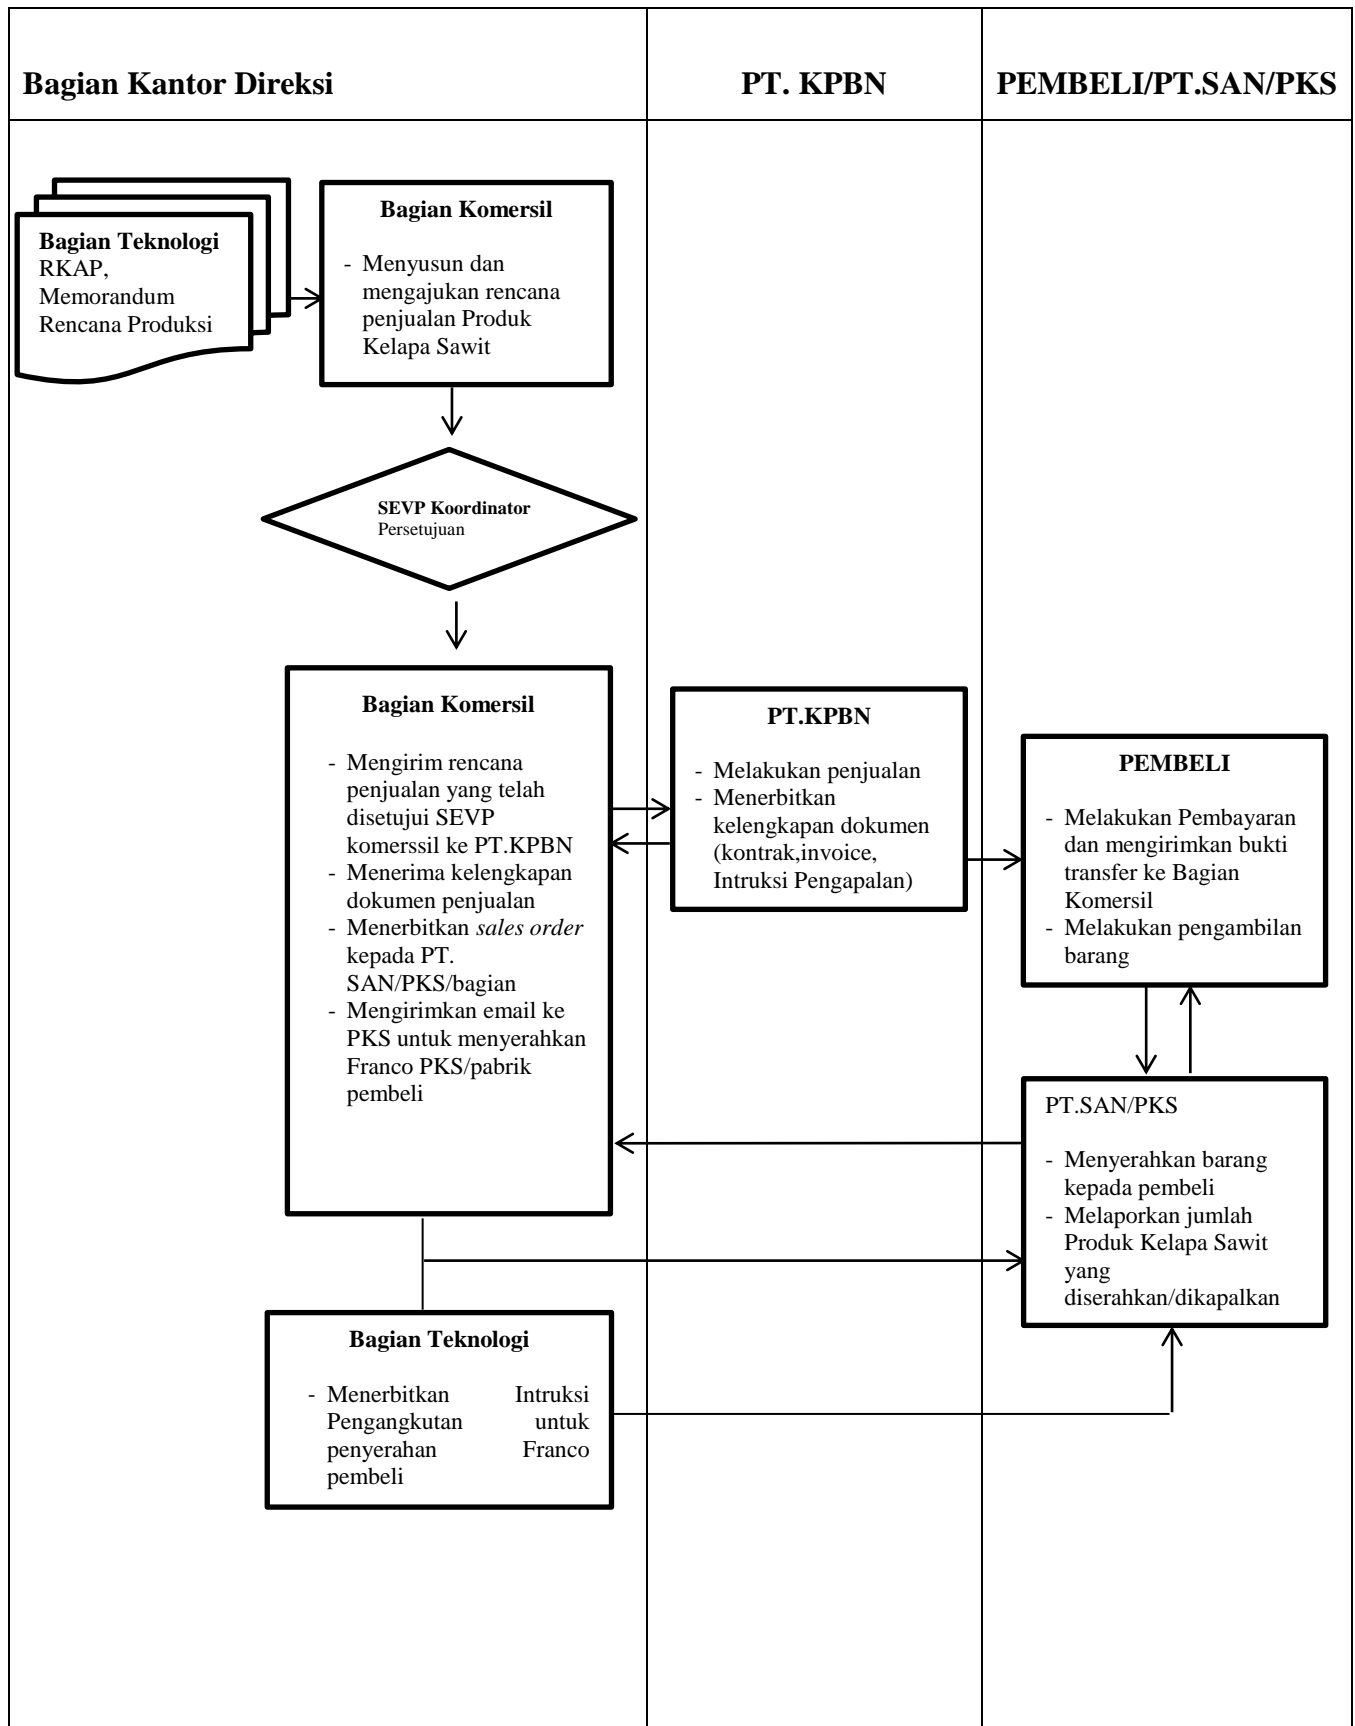 Bagian Kantor Direksi
PT. KPBN
PEMBELI/PT.SAN/PKS
Bagian Teknologi
RKAP,
Memorandum
Rencana Produksi
Bagian Komersil
- Menyusun dan
mengajukan rencana
penjualan Produk
Kelapa Sawit
SEVP Koordinator
Persetujuan
Bagian Komersil
- Mengirim rencana
penjualan yang telah
disetujui SEVP
komerssil ke PT.KPBN
- Menerima kelengkapan
dokumen penjualan
- Menerbitkan sales order
kepada PT.
SAN/PKS/bagian
- Mengirimkan email ke
PKS untuk menyerahkan
Franco PKS/pabrik
pembeli
PT.KPBN
- Melakukan penjualan
- Menerbitkan
kelengkapan dokumen
(kontrak,invoice,
Intruksi Pengapalan)
PEMBELI
- Melakukan Pembayaran
dan mengirimkan bukti
transfer ke Bagian
Komersil
- Melakukan pengambilan
barang
PT.SAN/PKS
- Menyerahkan barang
kepada pembeli
- Melaporkan jumlah
Produk Kelapa Sawit
yang
diserahkan/dikapalkan
Bagian Teknologi
- Menerbitkan Intruksi
Pengangkutan untuk
penyerahan Franco
pembeli